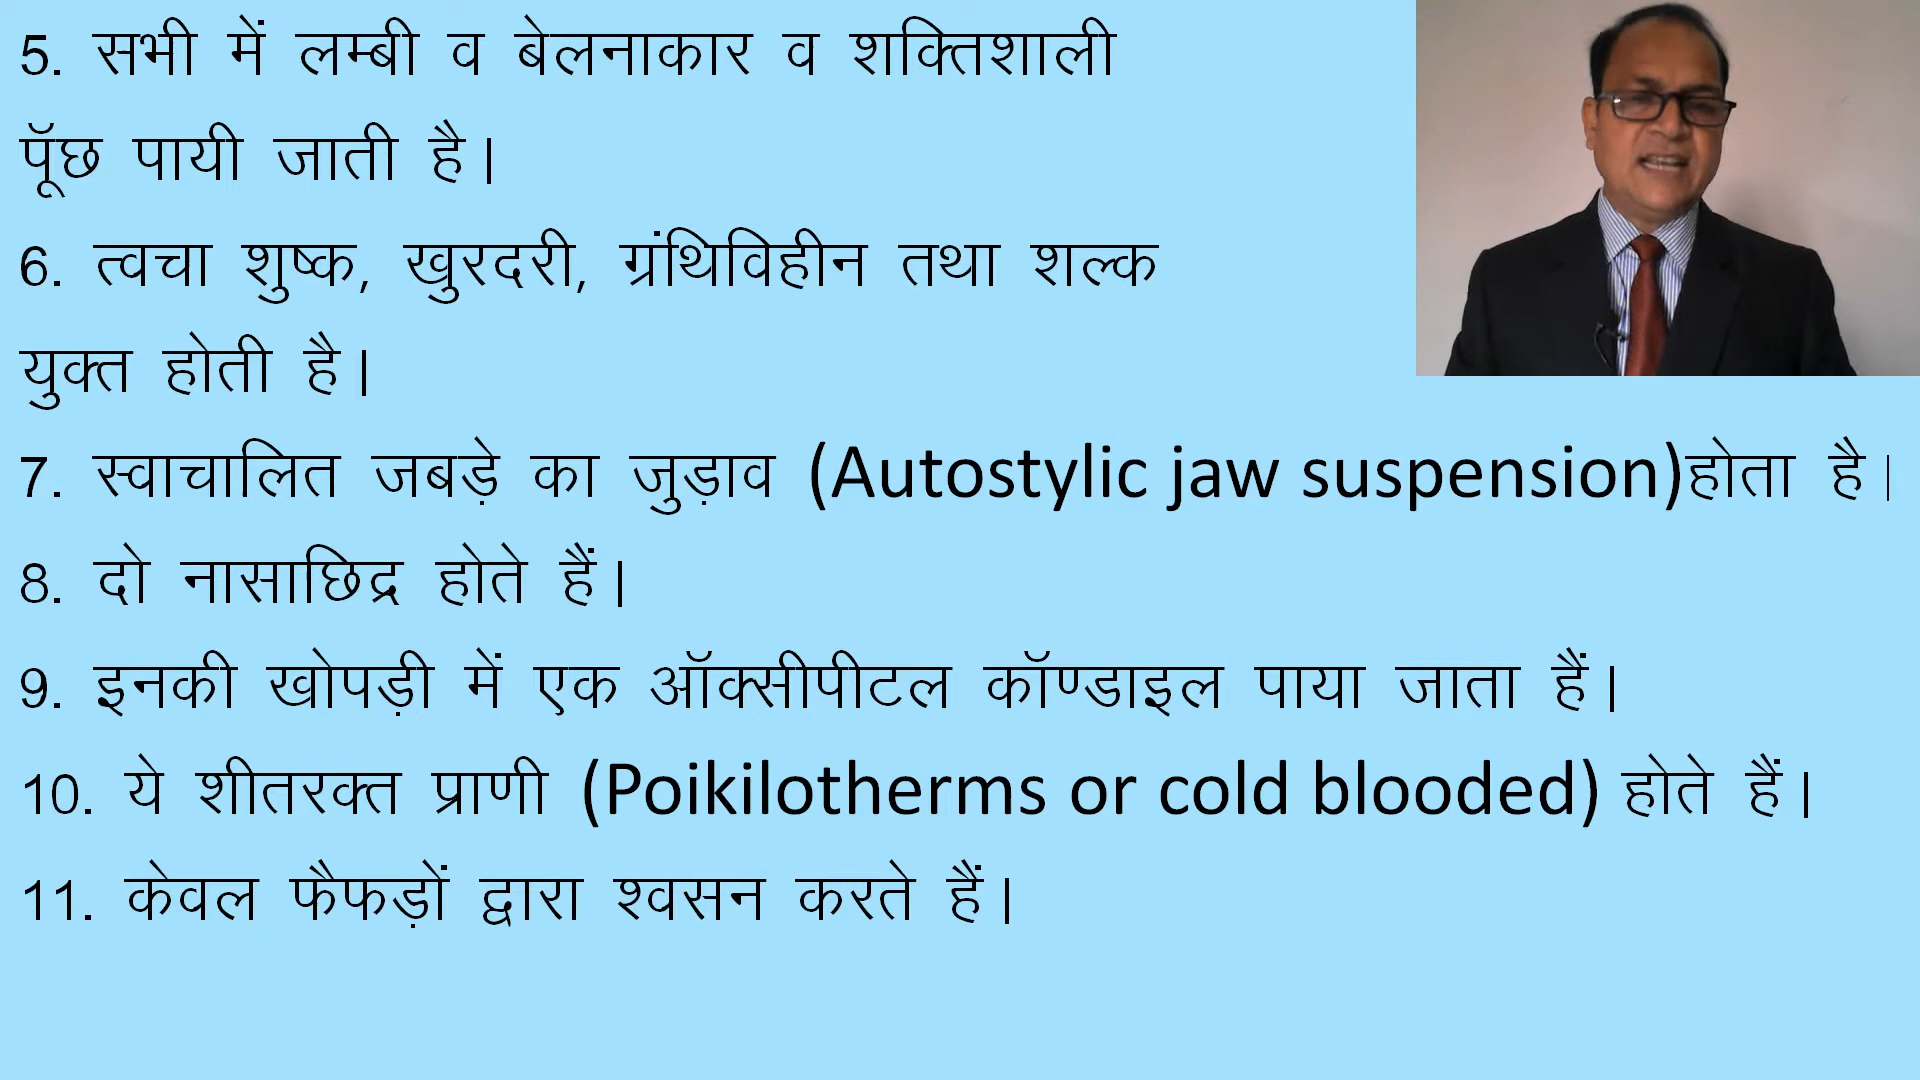 5. सभी में लम्बी व बेलनाकार व शक्तिशाली
पूँछ पायी जाती है।
6. त्वचा शुष्क, खुरदरी, ग्रंथिविहीन तथा शल्क
युक्त होती है।
7. स्वाचालित जबड़े का जुड़ाव (Autostylic jaw suspension)होता है।
8. दो नासाछिद्र होते हैं।
9. इनकी खोपड़ी में एक ऑक्सीपीटल कॉण्डाइल पाया जाता हैं।
10. ये शीतरक्त प्राणी (Poikilotherms or cold blooded) होते हैं।
11. केवल फैफड़ों द्वारा श्वसन करते हैं।